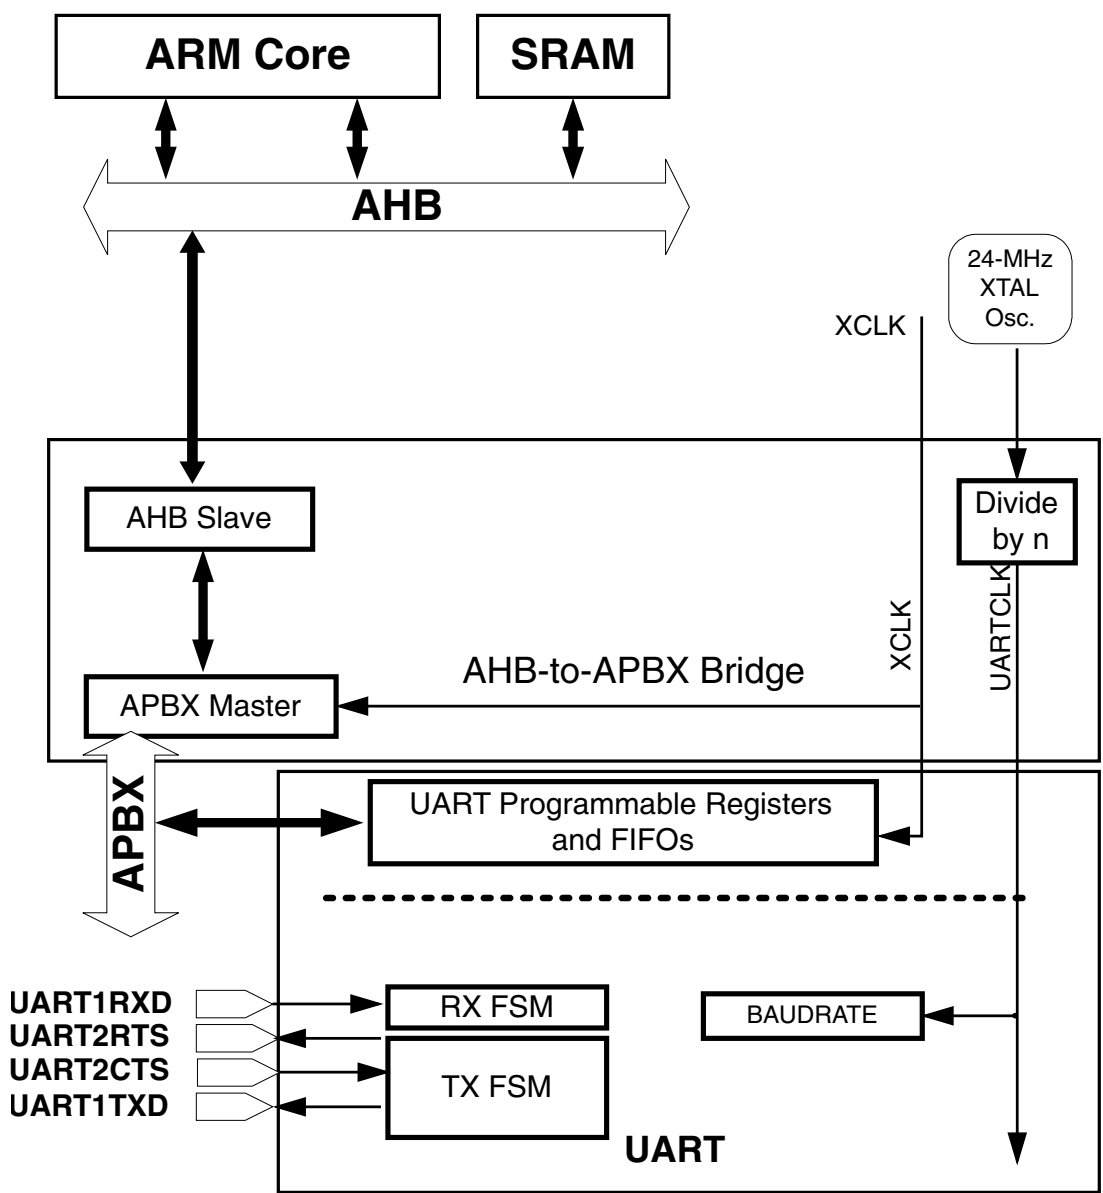 ARM Core
SRAM
AHB
24-MHz
XTAL
Osc.
XCLK
AHB Slave
Divide
by n
XCLK
UARTCLK
AHB-to-APBX Bridge
APBX Master
APBX
UART Programmable Registers
and FIFOs
UART1RXD
RX FSM
BAUDRATE
UART2RTS
UART2CTS
TX FSM
UART1TXD
UART